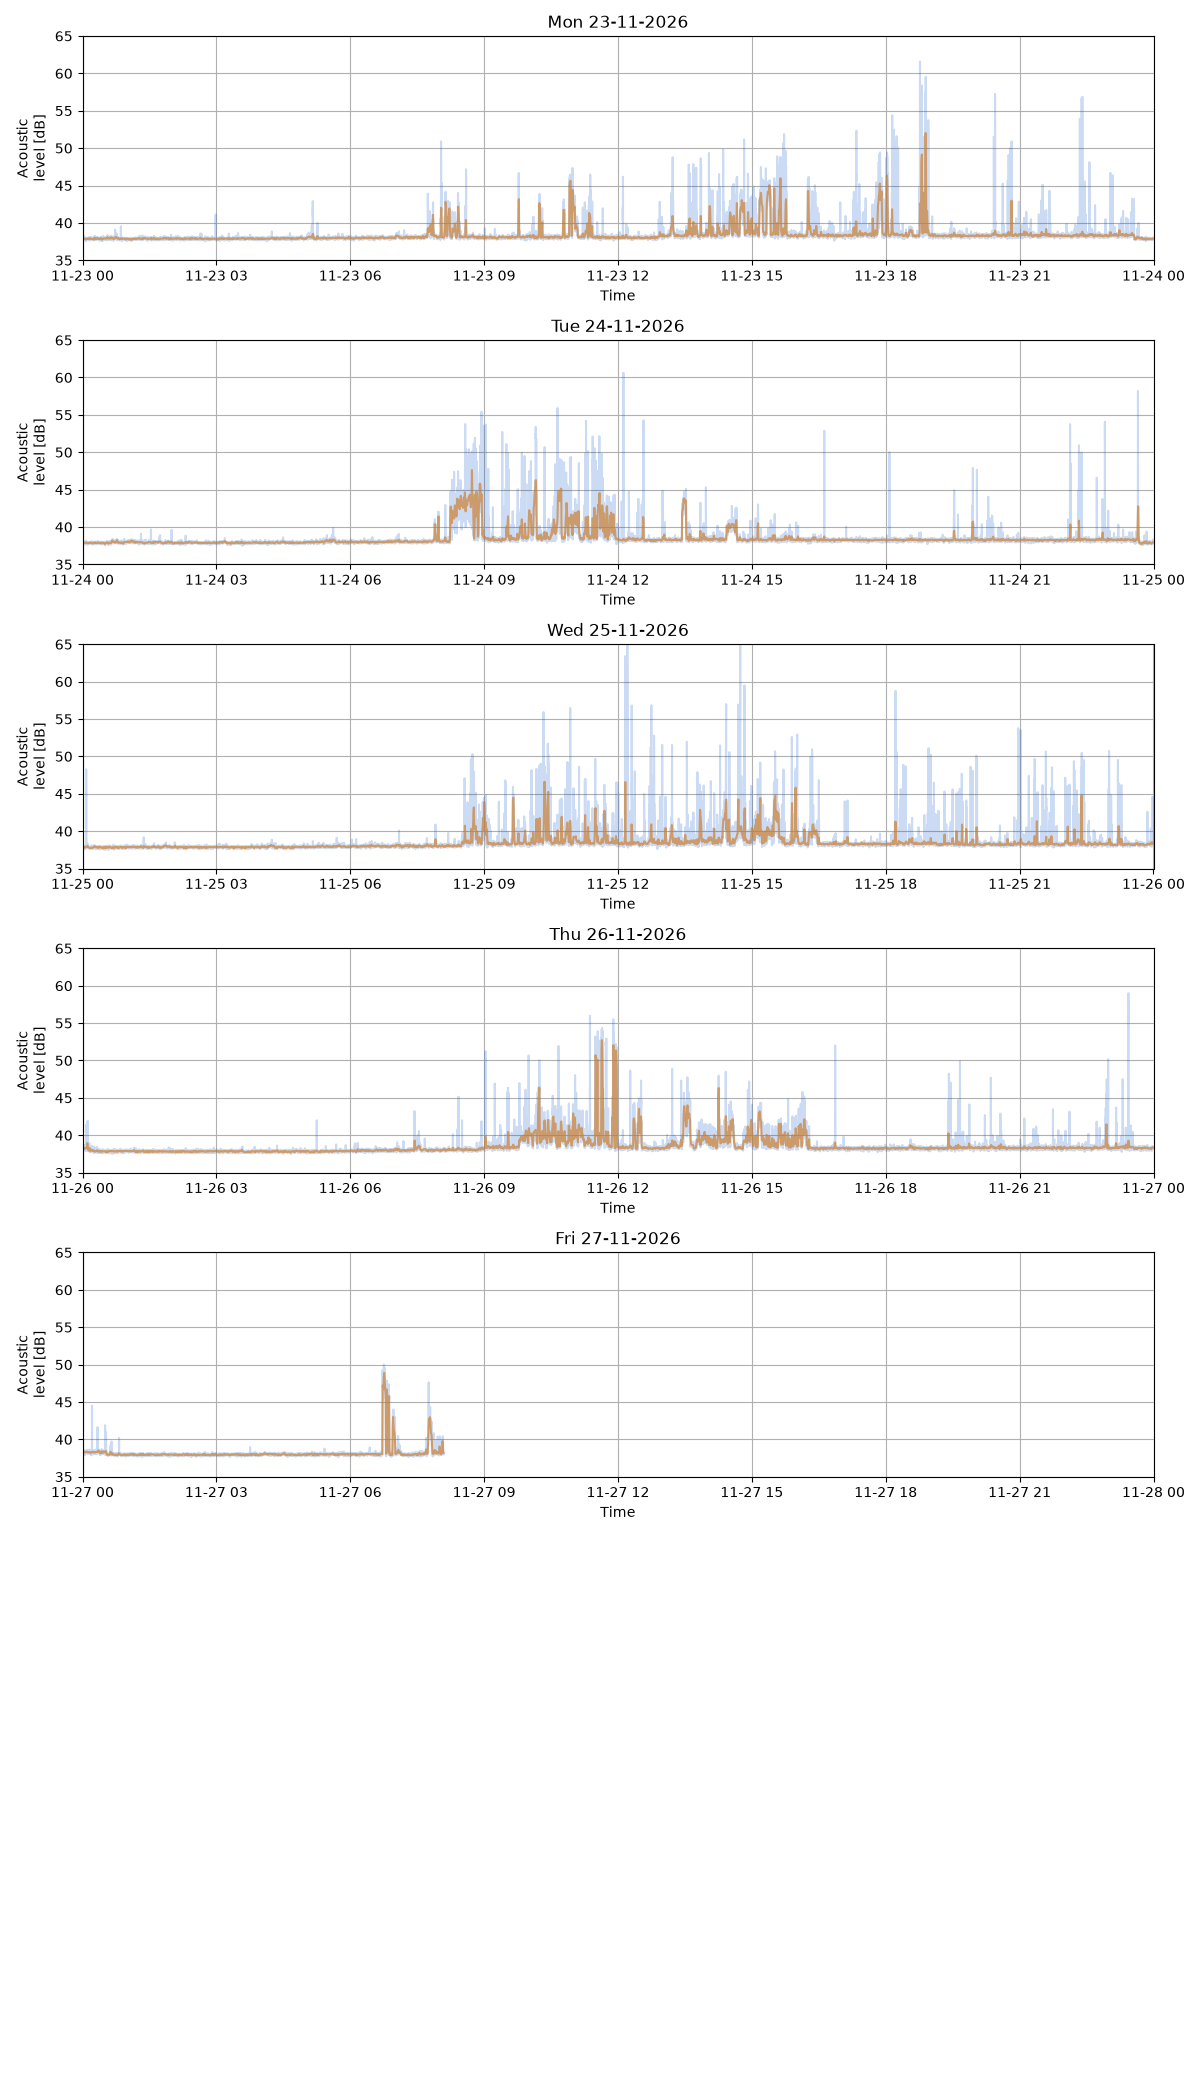 Mon 23-11-2026
65
60
55
50
45
40
35
Acoustic
level [dB]
11-23 00 11-23 03 11-23 06 11-23 09 11-23 12 11-23 15 11-23 18 11-23 21 11-24 00
Time
Tue 24-11-2026
65
60
55
50
45
40
35
Acoustic
level [dB]
11-24 00 11-24 03 11-24 06 11-24 09 11-24 12 11-24 15 11-24 18 11-24 21 11-25 00
Time
Wed 25-11-2026
65
60
55
50
45
40
35
Acoustic
level [dB]
11-25 00 11-25 03 11-25 06 11-25 09 11-25 12 11-25 15 11-25 18 11-25 21 11-26 00
Time
Thu 26-11-2026
65
60
55
50
45
40
35
Acoustic
level [dB]
11-26 00 11-26 03 11-26 06 11-26 09 11-26 12 11-26 15 11-26 18 11-26 21 11-27 00
Time
Fri 27-11-2026
65
60
55
50
45
40
35
Acoustic
level [dB]
11-27 00 11-27 03 11-27 06 11-27 09 11-27 12 11-27 15 11-27 18 11-27 21 11-28 00
Time